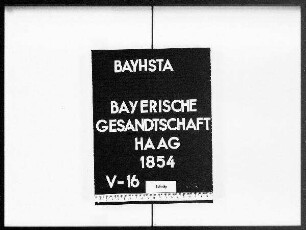 BAYHSTA
BAYERISCHE
GESANDTSCHAFT
HAAG
1854
V-16